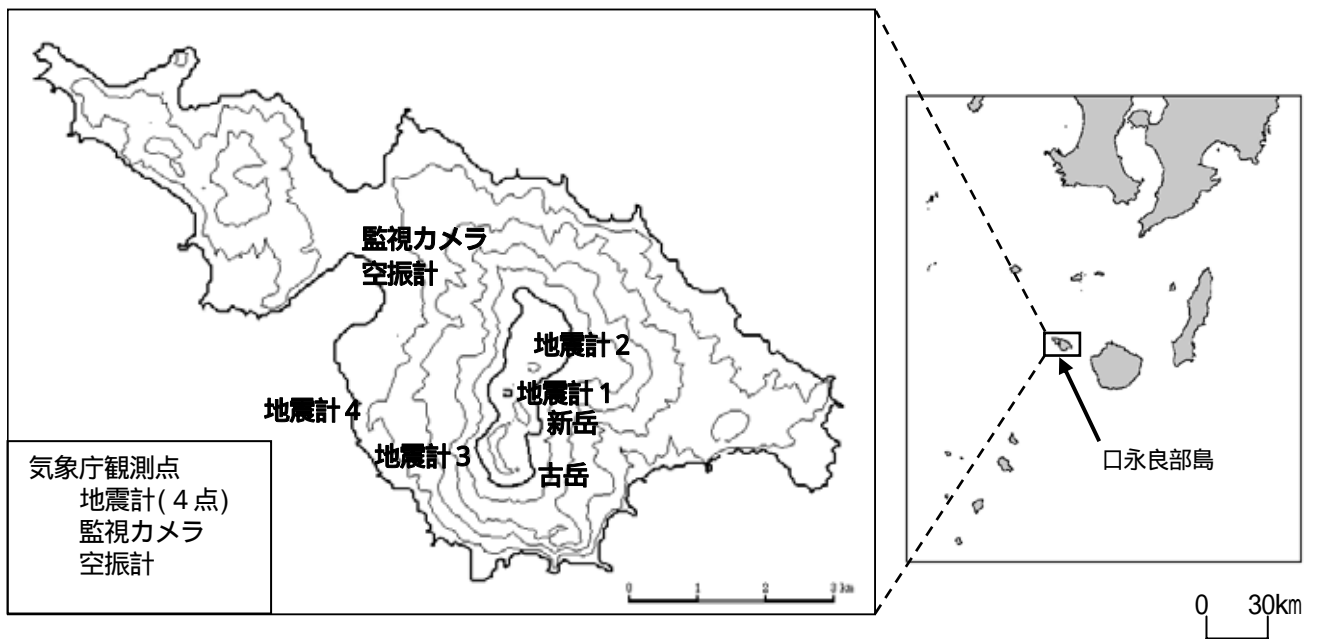 監視カメラ
空振計
地震計2
地震計1
新岳
地震計4
地震計3
古岳
気象庁観測点
地震計(4点)
監視カメラ
空振計
0 1 2 3 km
口永良部島
0 30km